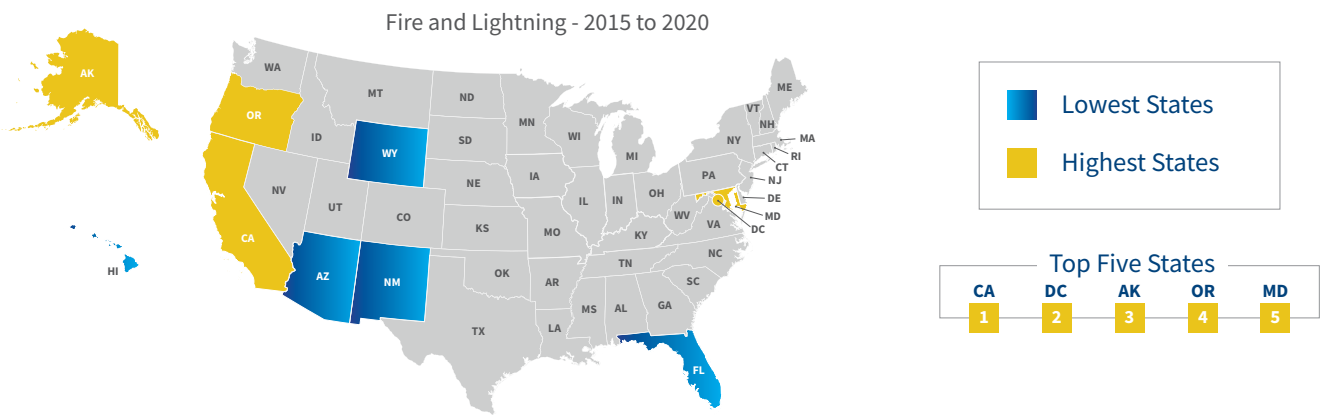 Fire and Lightning - 2015 to 2020
AK
WA
OR
CA
ID
NV
MT
WY
UT
AZ
CO
NM
ND
SD
NE
KS
OK
TX
MN
IA
MO
AR
LA
WI
IL
MI
IN
OH
KY
TN
MS
AL
GA
FL
SC
NC
VA
WV
PA
NY
VT
NH
ME
MA
RI
CT
NJ
DE
MD
DC
HI
Lowest States
Highest States
Top Five States
CA DC AK OR MD
1 2 3 4 5